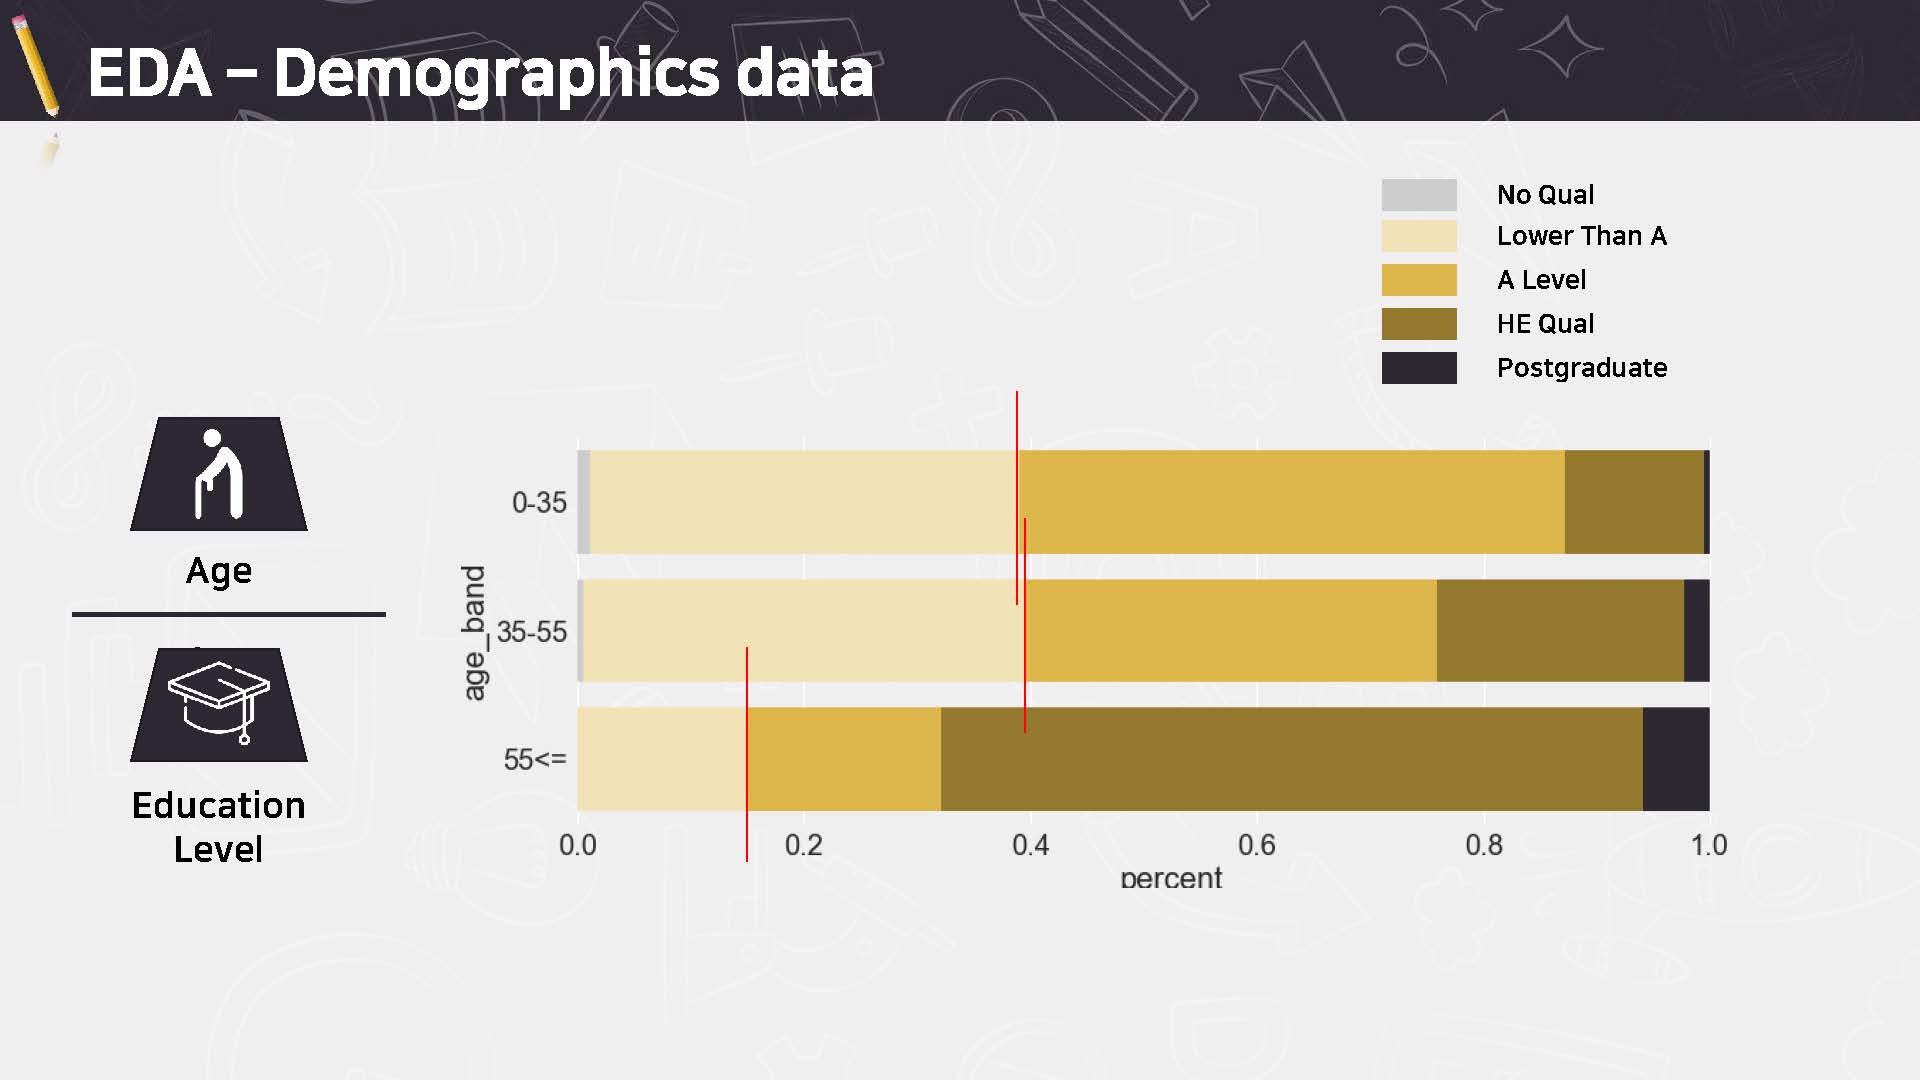 EDA – Demographics data
No Qual
Lower Than A
A Level
HE Qual
Postgraduate
Age
Education
Level
age_band
0-35
35-55
55<=
0.0 0.2 0.4 0.6 0.8 1.0
percent